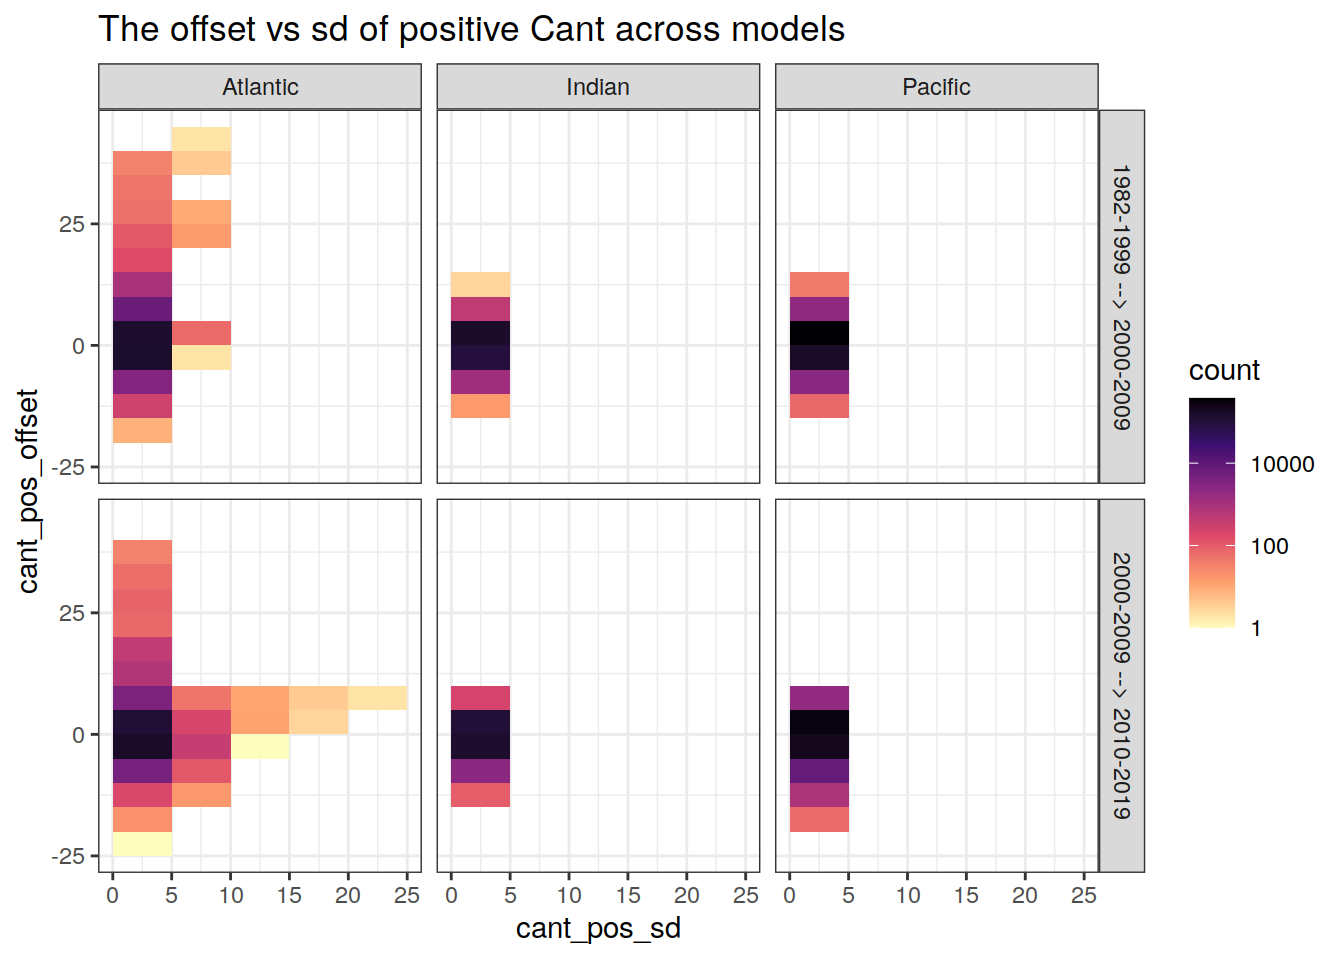 The offset vs sd of positive Cant across models
Atlantic
Indian
Pacific
25
0
-25
1982-1999 --> 2000-2009
25
0
-25
2000-2009 --> 2010-2019
cant_pos_offset
0 5 10 15 20 25
0 5 10 15 20 25
0 5 10 15 20 25
cant_pos_sd
count
10000
100
1